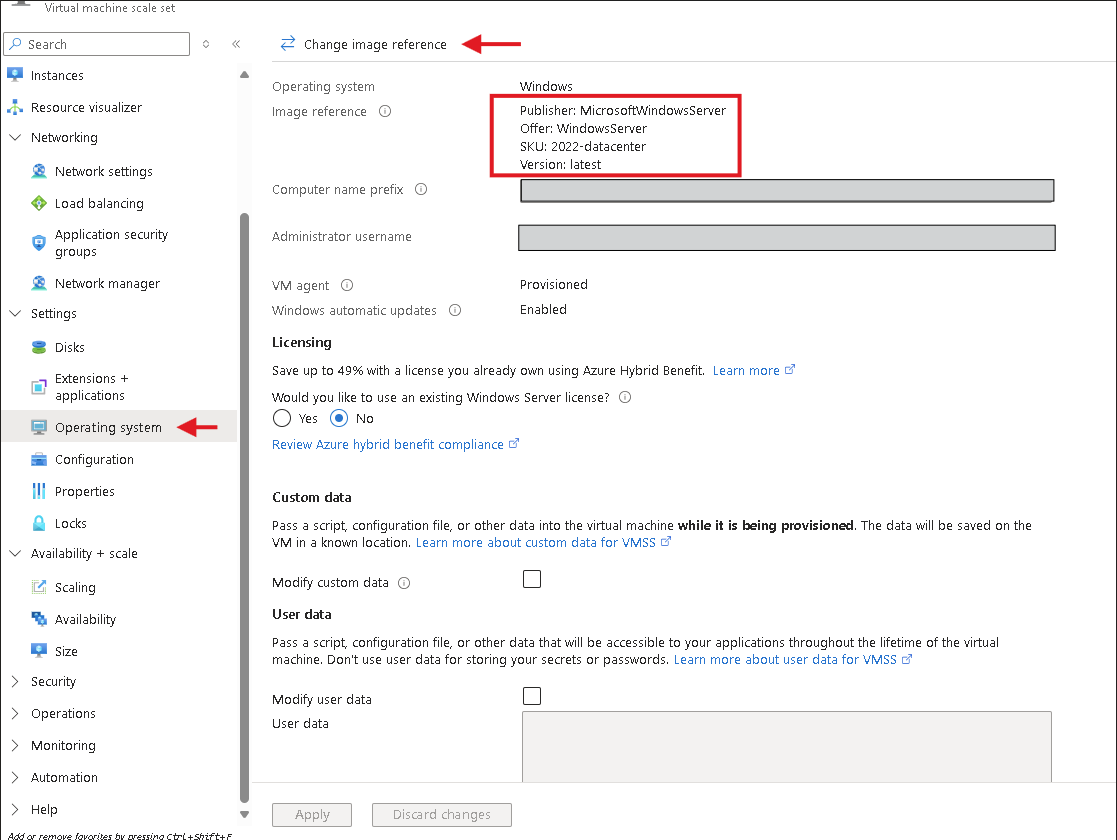 Virtual machine scale set
Search
Instances
Resource visualizer
Networking
Network settings
Load balancing
Application security
groups
Network manager
Settings
Disks
Extensions +
applications
Operating system
Configuration
Properties
Locks
Availability + scale
Scaling
Availability
Size
Security
Operations
Monitoring
Automation
Help
Add or remove favorites by pressing Ctrl+Shift+F
Change image reference
Operating system Windows
Image reference Publisher: MicrosoftWindowsServer
Offer: WindowsServer
SKU: 2022-datacenter
Version: latest
Computer name prefix
Administrator username
VM agent Provisioned
Windows automatic updates Enabled
Licensing
Save up to 49% with a license you already own using Azure Hybrid Benefit. Learn more
Would you like to use an existing Windows Server license?
Yes No
Review Azure hybrid benefit compliance
Custom data
Pass a script, configuration file, or other data into the virtual machine while it is being provisioned. The data will be saved on the
VM in a known location. Learn more about custom data for VMSS
Modify custom data
User data
Pass a script, configuration file, or other data that will be accessible to your applications throughout the lifetime of the virtual
machine. Don't use user data for storing your secrets or passwords. Learn more about user data for VMSS
Modify user data
User data
Apply Discard changes